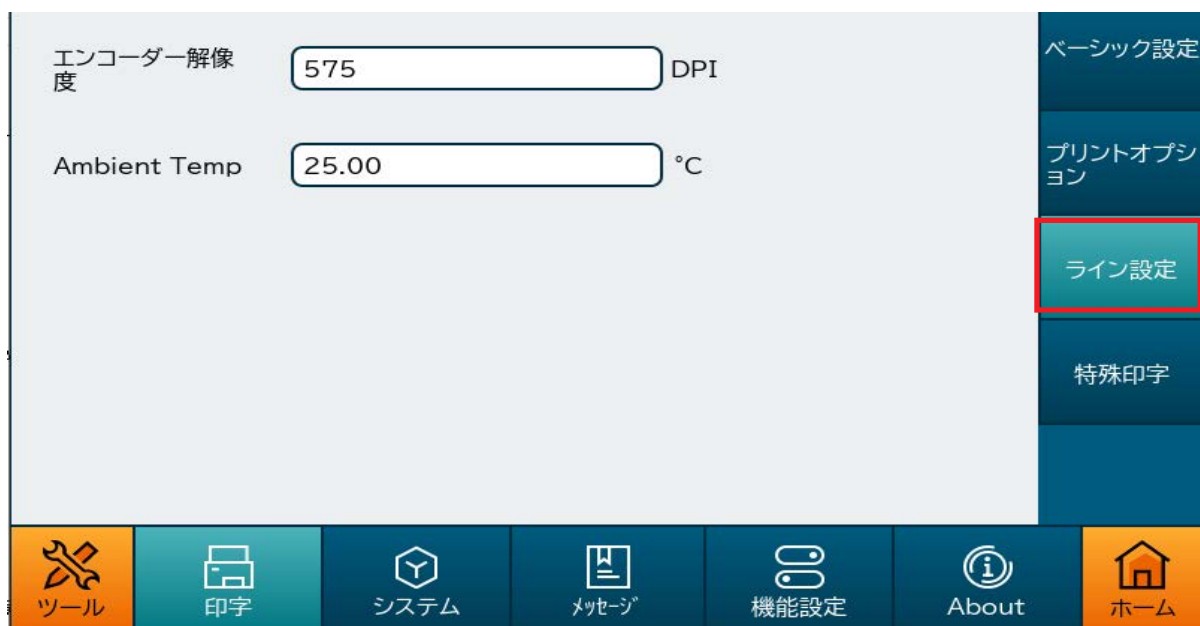 エンコーダー解像
度
575
DPI
Ambient Temp
25.00
°C
ベーシック設定
プリントオプシ
ョン
ライン設定
特殊印字
ツール
印字
システム
ﾒｯｾｰｼﾞ
機能設定
About
ホーム